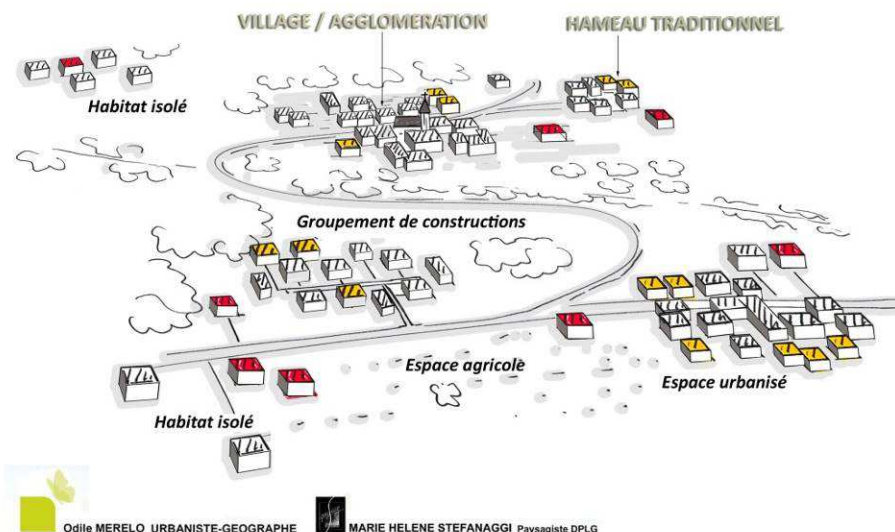 VILLAGE / AGGLOMERATION
HAMEAU TRADITIONNEL
Habitat isolé
Groupement de constructions
Espace agricole
Espace urbanisé
Habitat isolé
Odile MERELO URBANISTE-GEOGRAPHE
MARIE HELENE STEFANAGGI Paysagiste DPLG